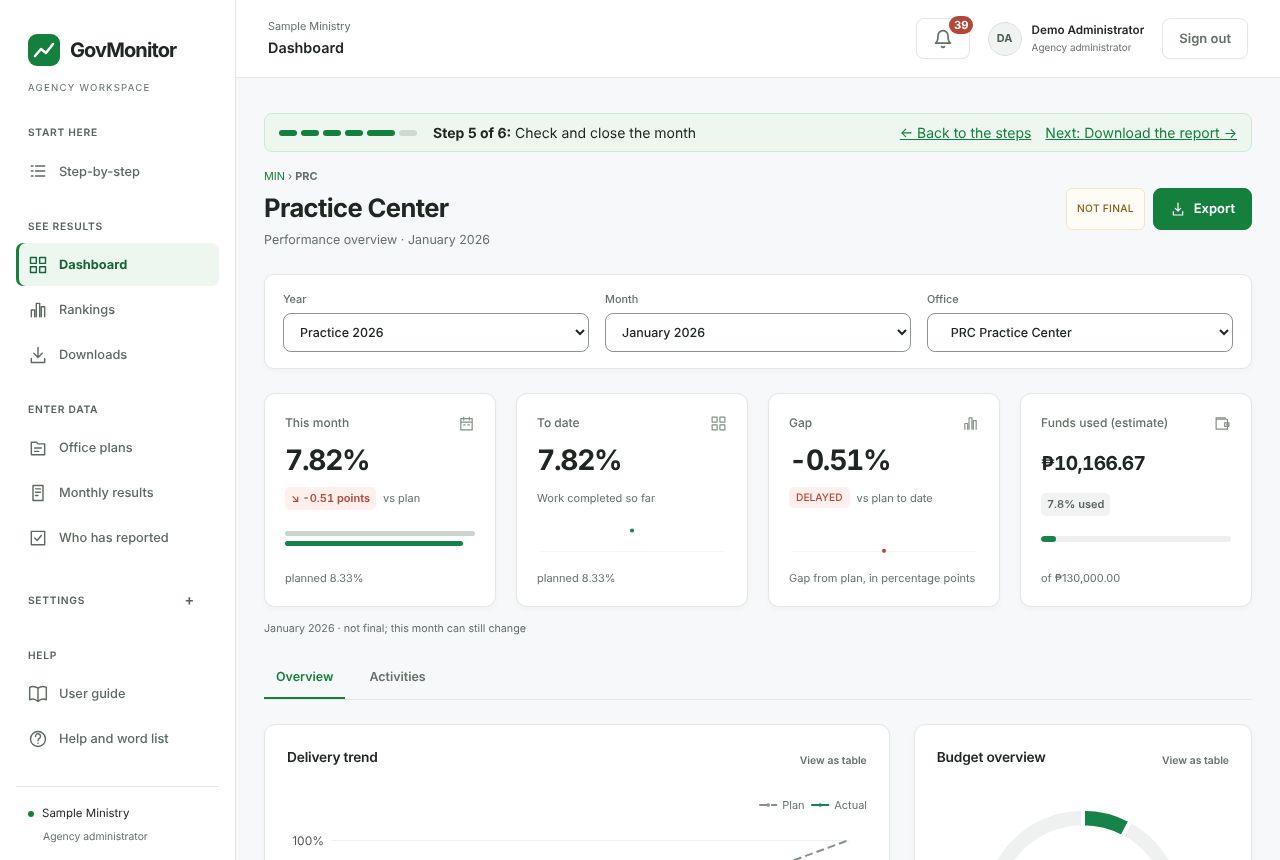 GovMonitor
AGENCY WORKSPACE
START HERE
Step-by-step
SEE RESULTS
Dashboard
Rankings
Downloads
ENTER DATA
Office plans
Monthly results
Who has reported
SETTINGS +
HELP
User guide
Help and word list
Sample Ministry
Agency administrator
Sample Ministry
Dashboard
39
DA
Demo Administrator
Agency administrator
Sign out
Step 5 of 6: Check and close the month
← Back to the steps
Next: Download the report →
MIN › PRC
Practice Center
Performance overview · January 2026
NOT FINAL
Export
Year
Practice 2026
Month
January 2026
Office
PRC Practice Center
This month
7.82%
↘ -0.51 points vs plan
planned 8.33%
To date
7.82%
Work completed so far
planned 8.33%
Gap
-0.51%
DELAYED vs plan to date
Gap from plan, in percentage points
Funds used (estimate)
₱10,166.67
7.8% used
of ₱130,000.00
January 2026 · not final; this month can still change
Overview
Activities
Delivery trend
View as table
Plan
Actual
100%
Budget overview
View as table